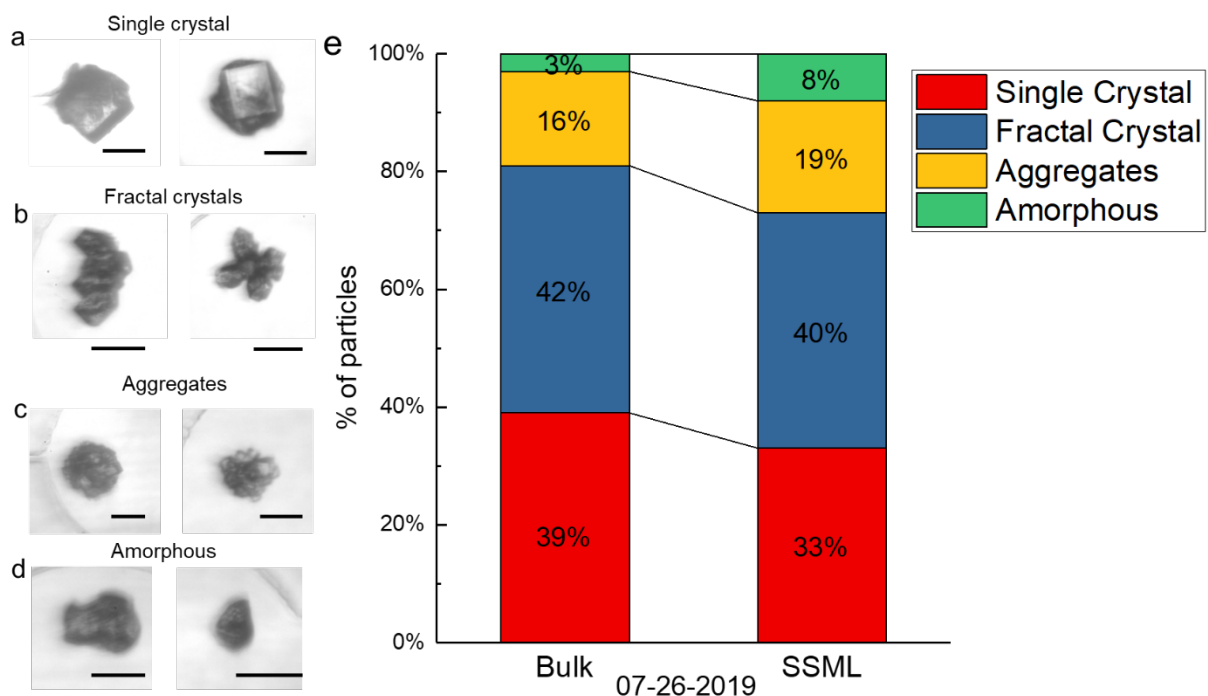 Single crystal
a
Fractal crystals
b
Aggregates
c
Amorphous
d
e
100%
80%
60%
40%
20%
0%
% of particles
3%
16%
42%
39%
8%
19%
40%
33%
Bulk
SSML
07-26-2019
Single Crystal
Fractal Crystal
Aggregates
Amorphous